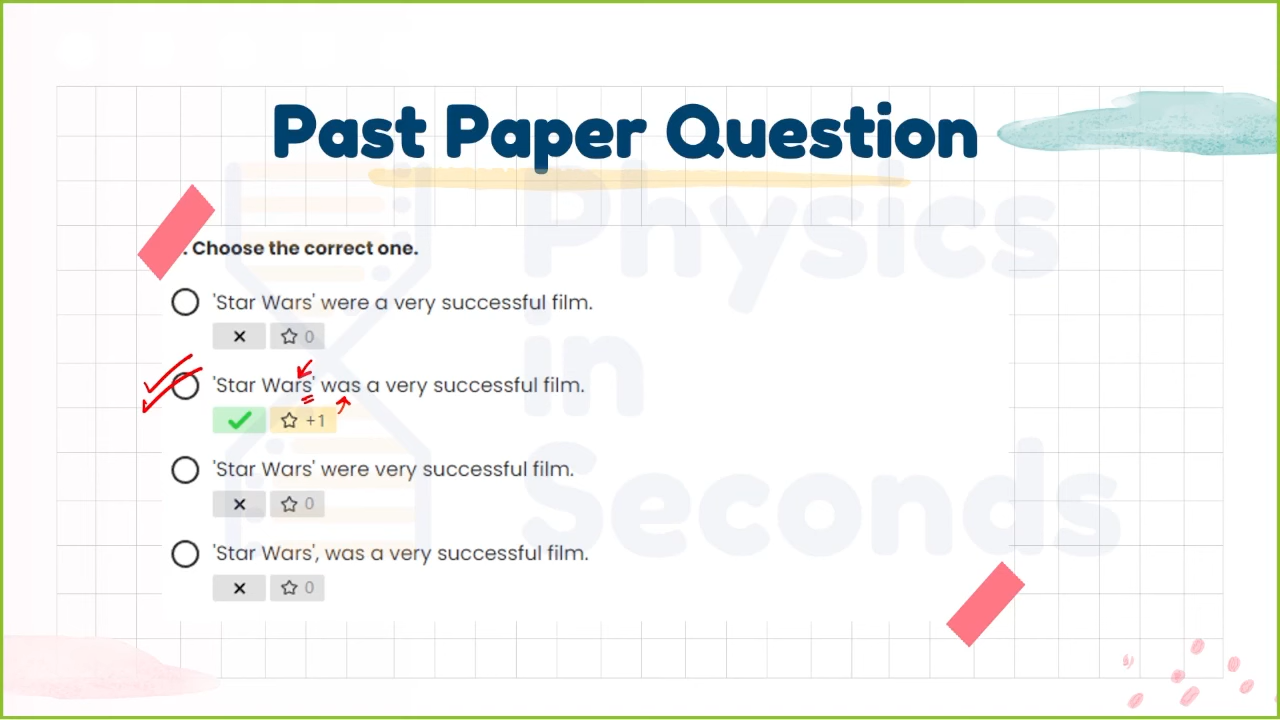 Past Paper Question
Physics
in
Seconds
. Choose the correct one.
'Star Wars' were a very successful film.
× ☆ 0
'Star Wars' was a very successful film.
✓ ☆ +1
'Star Wars' were very successful film.
× ☆ 0
'Star Wars', was a very successful film.
× ☆ 0